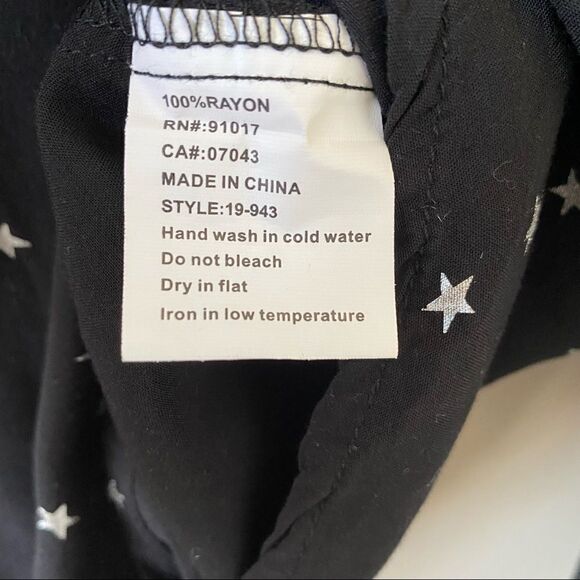 100%RAYON
RN#:91017
CA#:07043
MADE IN CHINA
STYLE:19-943
Hand wash in cold water
Do not bleach
Dry in flat
Iron in low temperature